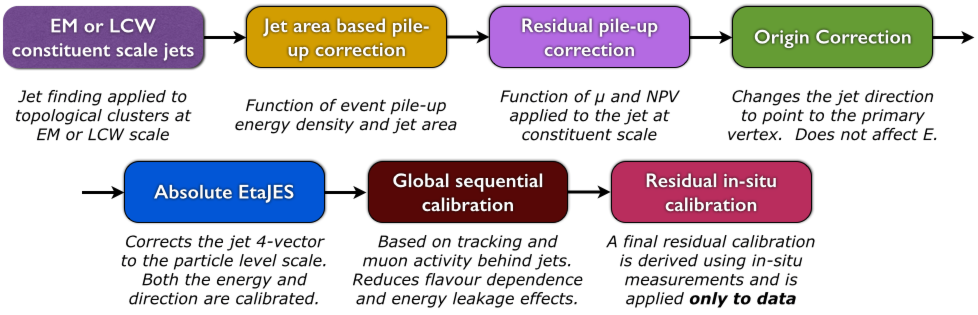 EM or LCW
constituent scale jets
Jet area based pile-
up correction
Residual pile-up
correction
Origin Correction
Jet finding applied to
topological clusters at
EM or LCW scale
Function of event pile-up
energy density and jet area
Function of µ and NPV
applied to the jet at
constituent scale
Changes the jet direction
to point to the primary
vertex.  Does not affect E.
Absolute EtaJES
Global sequential
calibration
Residual in-situ
calibration
Corrects the jet 4-vector
to the particle level scale.
Both the energy and
direction are calibrated.
Based on tracking and
muon activity behind jets.
Reduces flavour dependence
and energy leakage effects.
A final residual calibration
is derived using in-situ
measurements and is
applied only to data